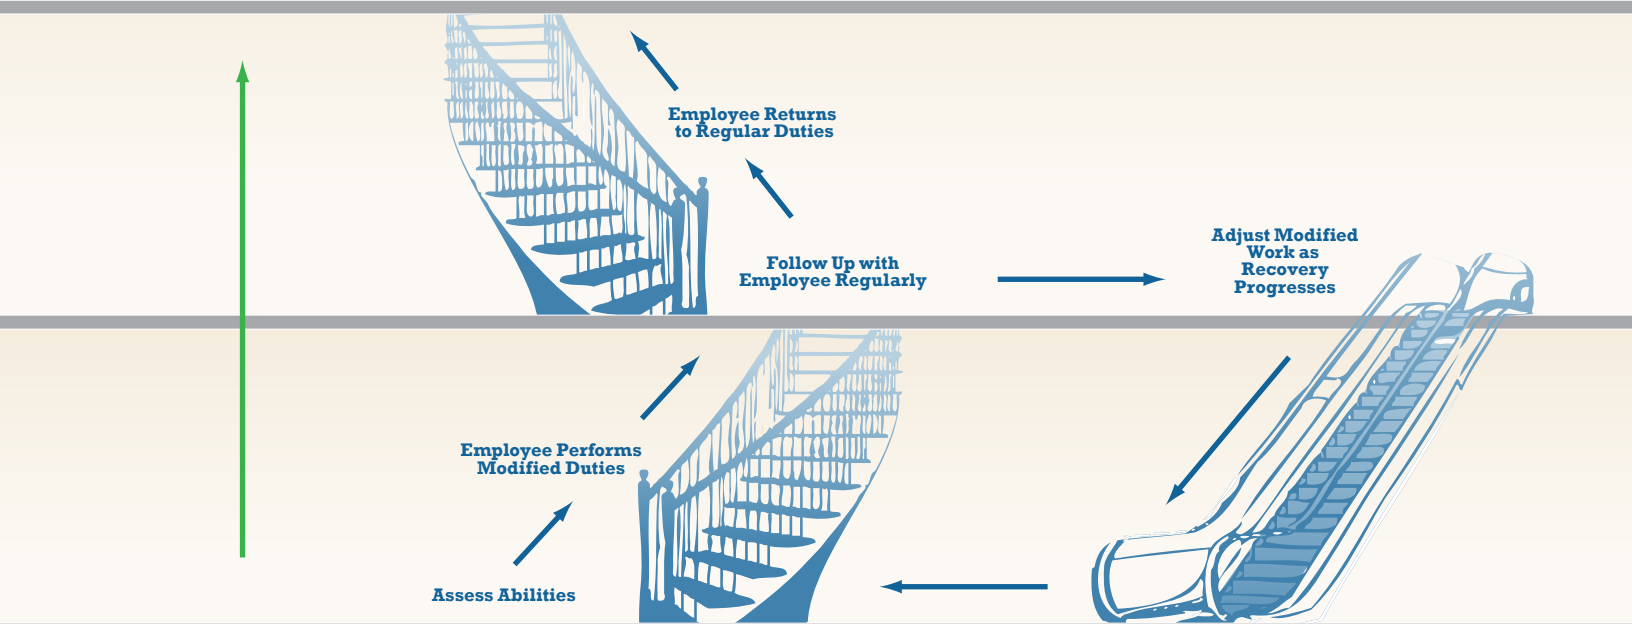 Employee Returns
to Regular Duties
Follow Up with
Employee Regularly
Adjust Modified
Work as
Recovery
Progresses
Employee Performs
Modified Duties
Assess Abilities